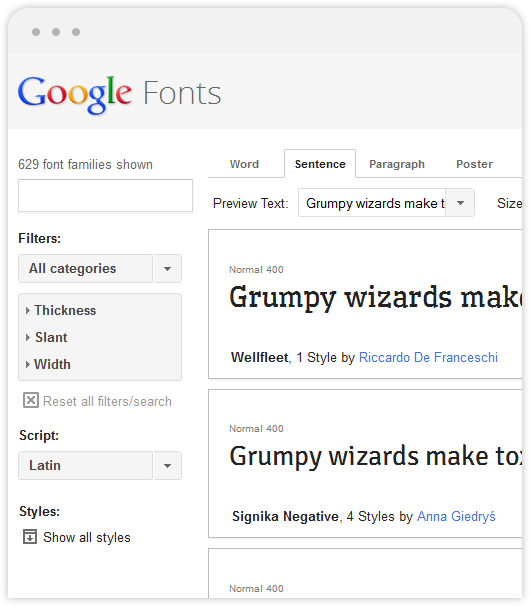 Google Fonts
629 font families shown
Filters:
All categories
Thickness
Slant
Width
Reset all filters/search
Script:
Latin
Styles:
Show all styles
Word Sentence Paragraph Poster
Preview Text: Grumpy wizards make t Size
Normal 400
Grumpy wizards make
Wellfleet, 1 Style by Riccardo De Franceschi
Normal 400
Grumpy wizards make tox
Signika Negative, 4 Styles by Anna Giedryś
Normal 400